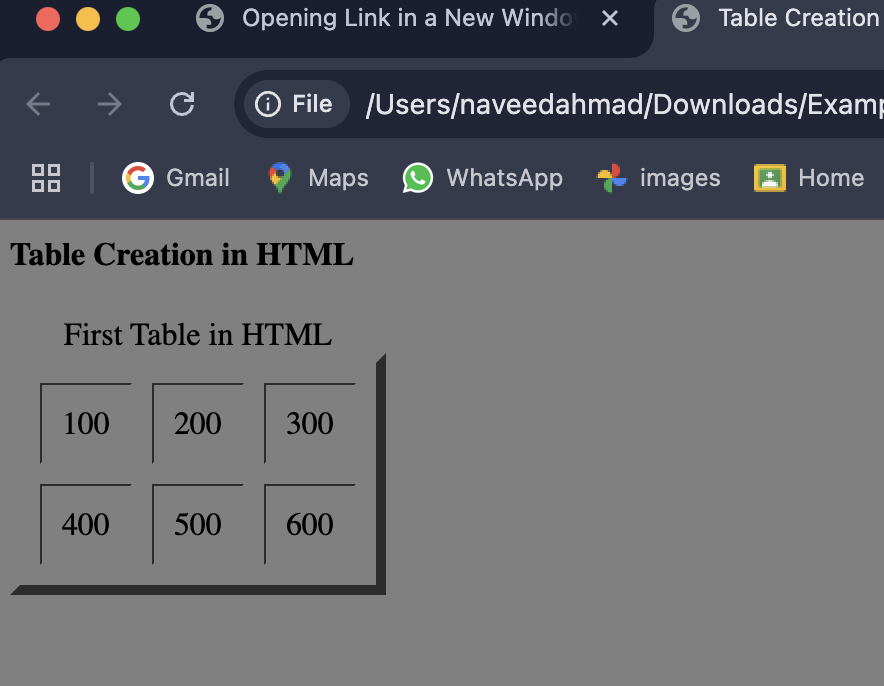 Opening Link in a New Windo
Table Creation
File /Users/naveedahmad/Downloads/Examp
Gmail Maps WhatsApp images Home
Table Creation in HTML
First Table in HTML
100 200 300
400 500 600